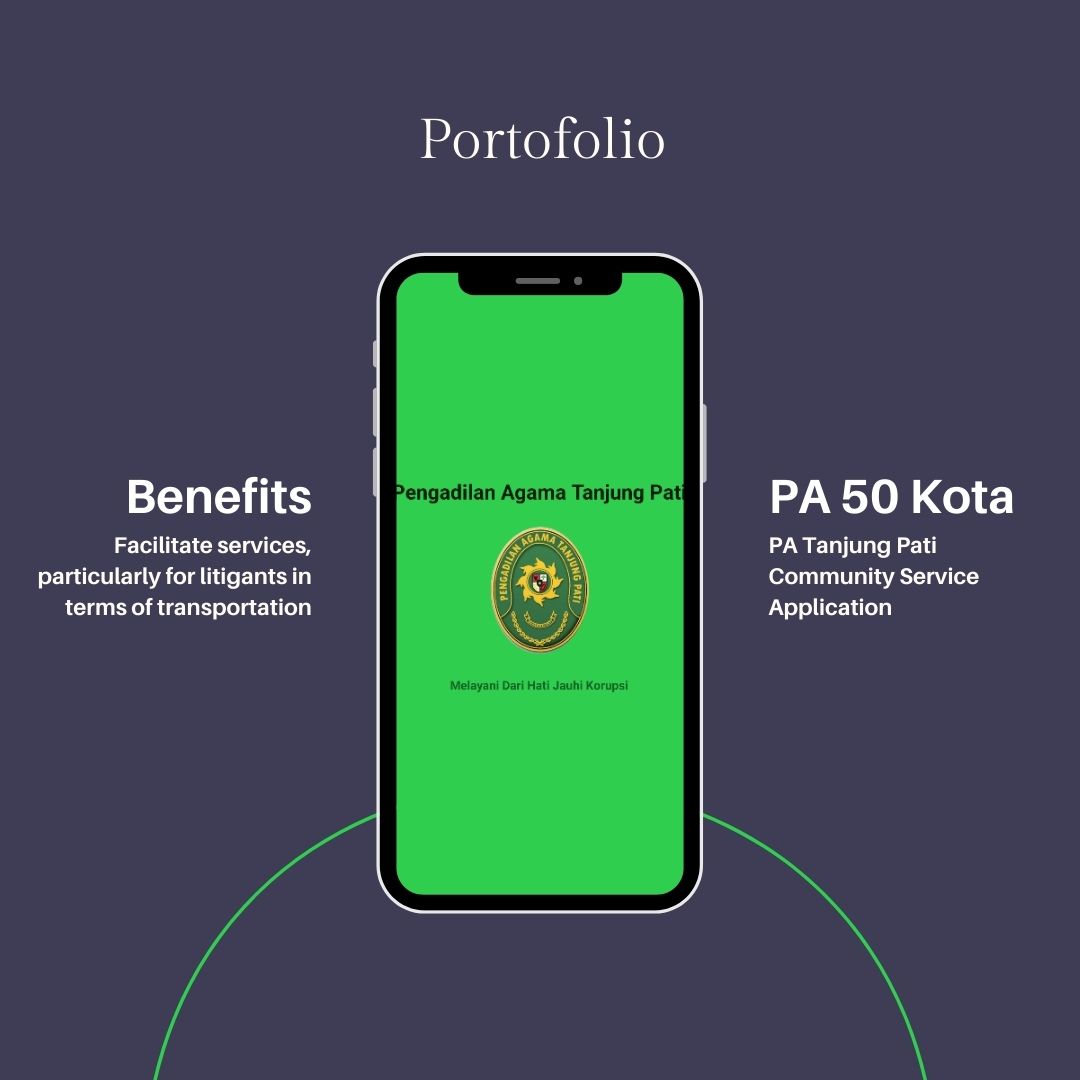 Portofolio
Benefits
Facilitate services,
particularly for litigants in
terms of transportation
Pengadilan Agama Tanjung Pati
PENGADILAN AGAMA TANJUNG PATI
Melayani Dari Hati Jauhi Korupsi
PA 50 Kota
PA Tanjung Pati
Community Service
Application